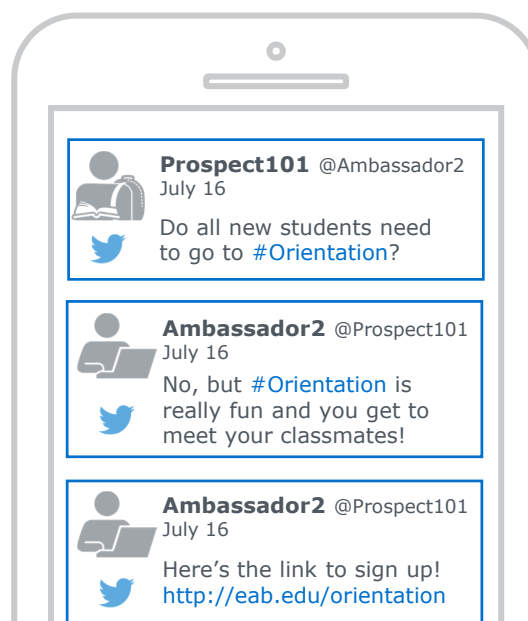 Prospect101 @Ambassador2
July 16
Do all new students need
to go to #Orientation?
Ambassador2 @Prospect101
July 16
No, but #Orientation is
really fun and you get to
meet your classmates!
Ambassador2 @Prospect101
July 16
Here’s the link to sign up!
http://eab.edu/orientation